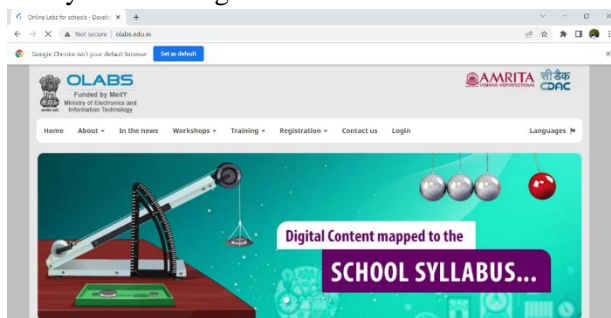 Online Labs for schools - Develo
Not secure | olabs.edu.in
Google Chrome isn't your default browser Set as default
OLABS
Funded by MeitY
Ministry of Electronics and
Information Technology
AMRITA
VISHWA VIDYAPEETHAM
सी डैक
CDAC
Home About In the news Workshops Training Registration Contact us Login Languages
Digital Content mapped to the
SCHOOL SYLLABUS...